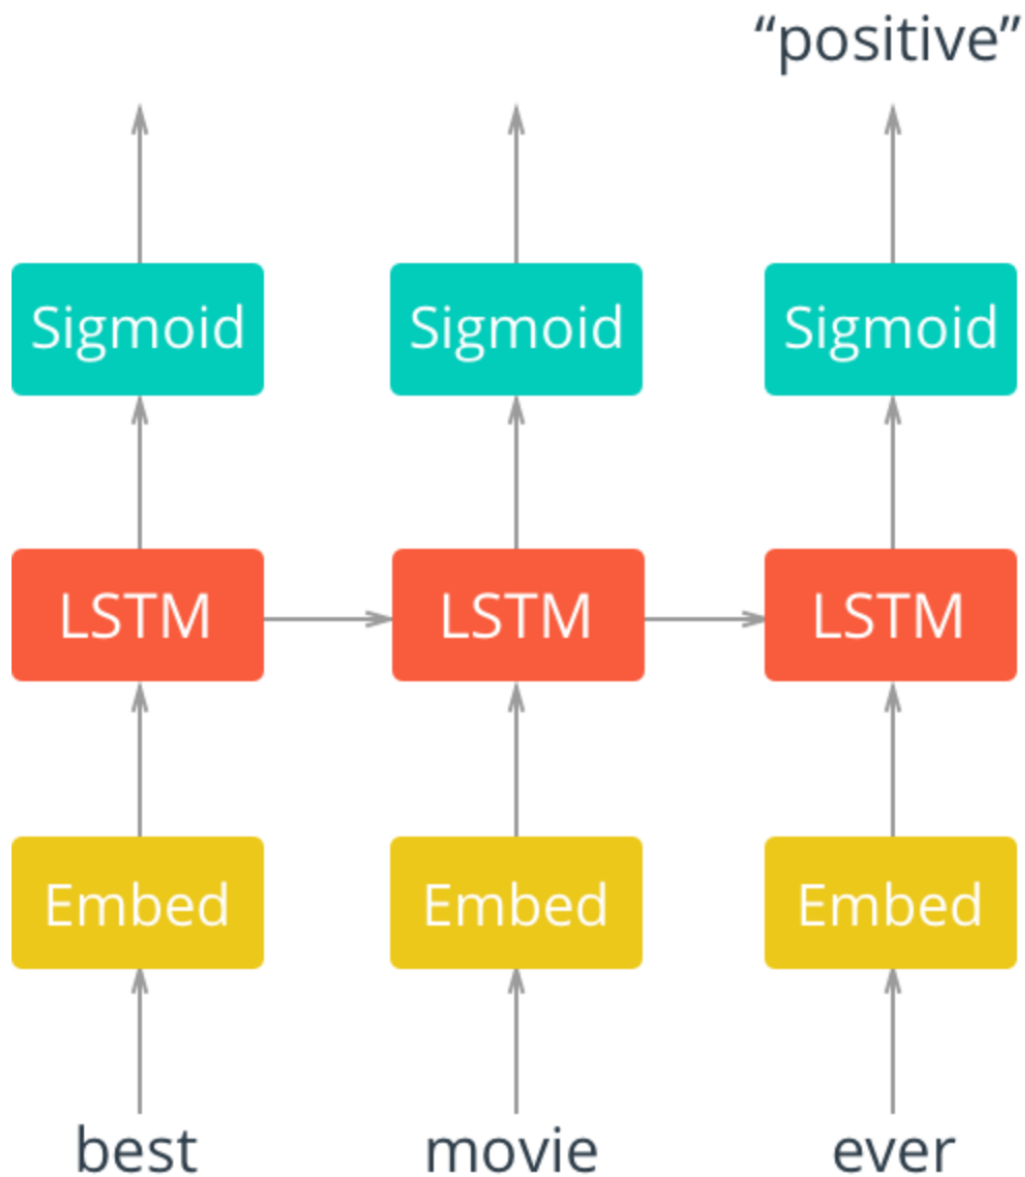 “positive”
Sigmoid Sigmoid Sigmoid
LSTM LSTM LSTM
Embed Embed Embed
best movie ever